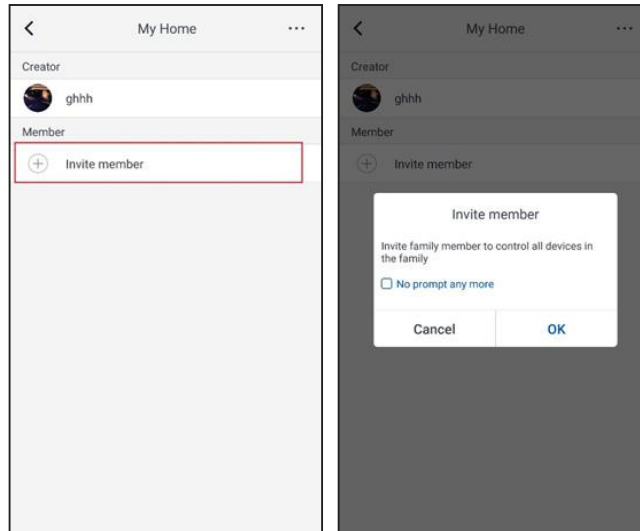 My Home
...
Creator
ghhh
Member
Invite member
My Home
...
Creator
ghhh
Member
Invite member
Invite member
Invite family member to control all devices in
the family
No prompt any more
Cancel OK